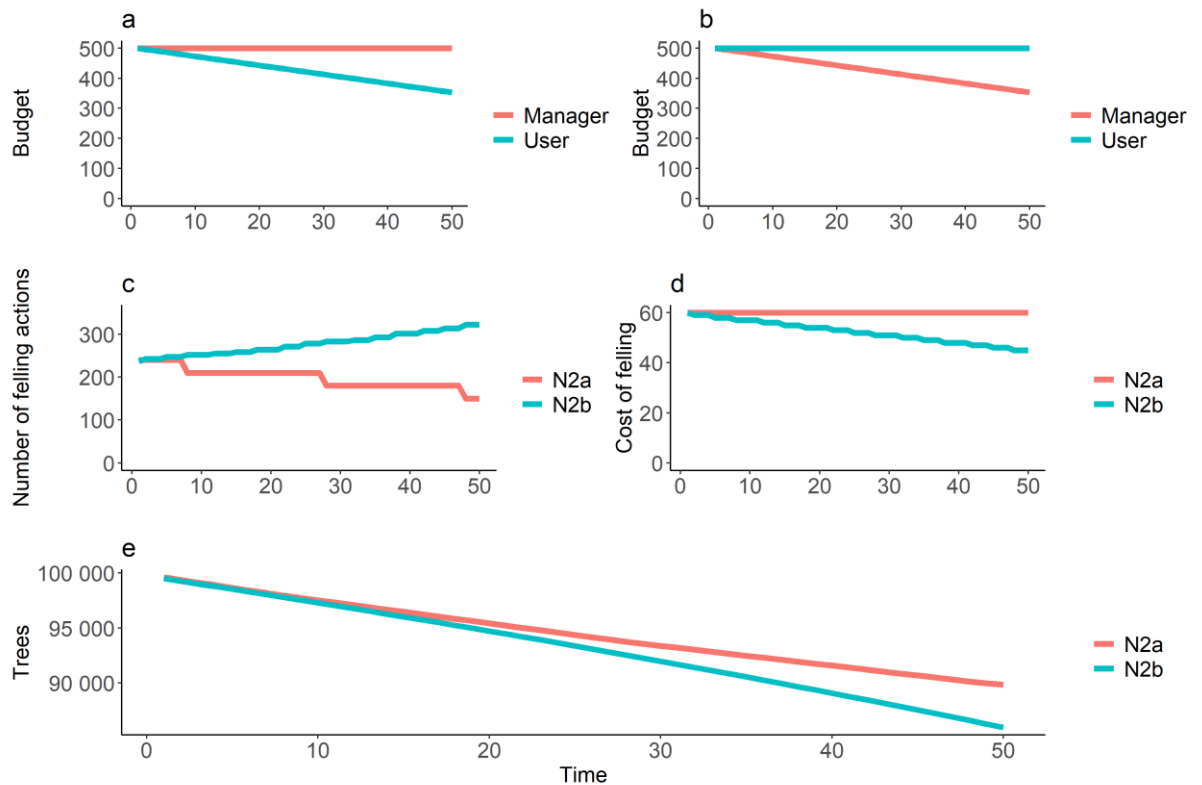 a
Budget
500
400
300
200
100
0
0 10 20 30 40 50
Manager
User
b
Budget
500
400
300
200
100
0
0 10 20 30 40 50
Manager
User
c
Number of felling actions
300
200
100
0
0 10 20 30 40 50
N2a
N2b
d
Cost of felling
60
40
20
0
0 10 20 30 40 50
N2a
N2b
e
Trees
100 000
95 000
90 000
0 10 20 30 40 50
Time
N2a
N2b